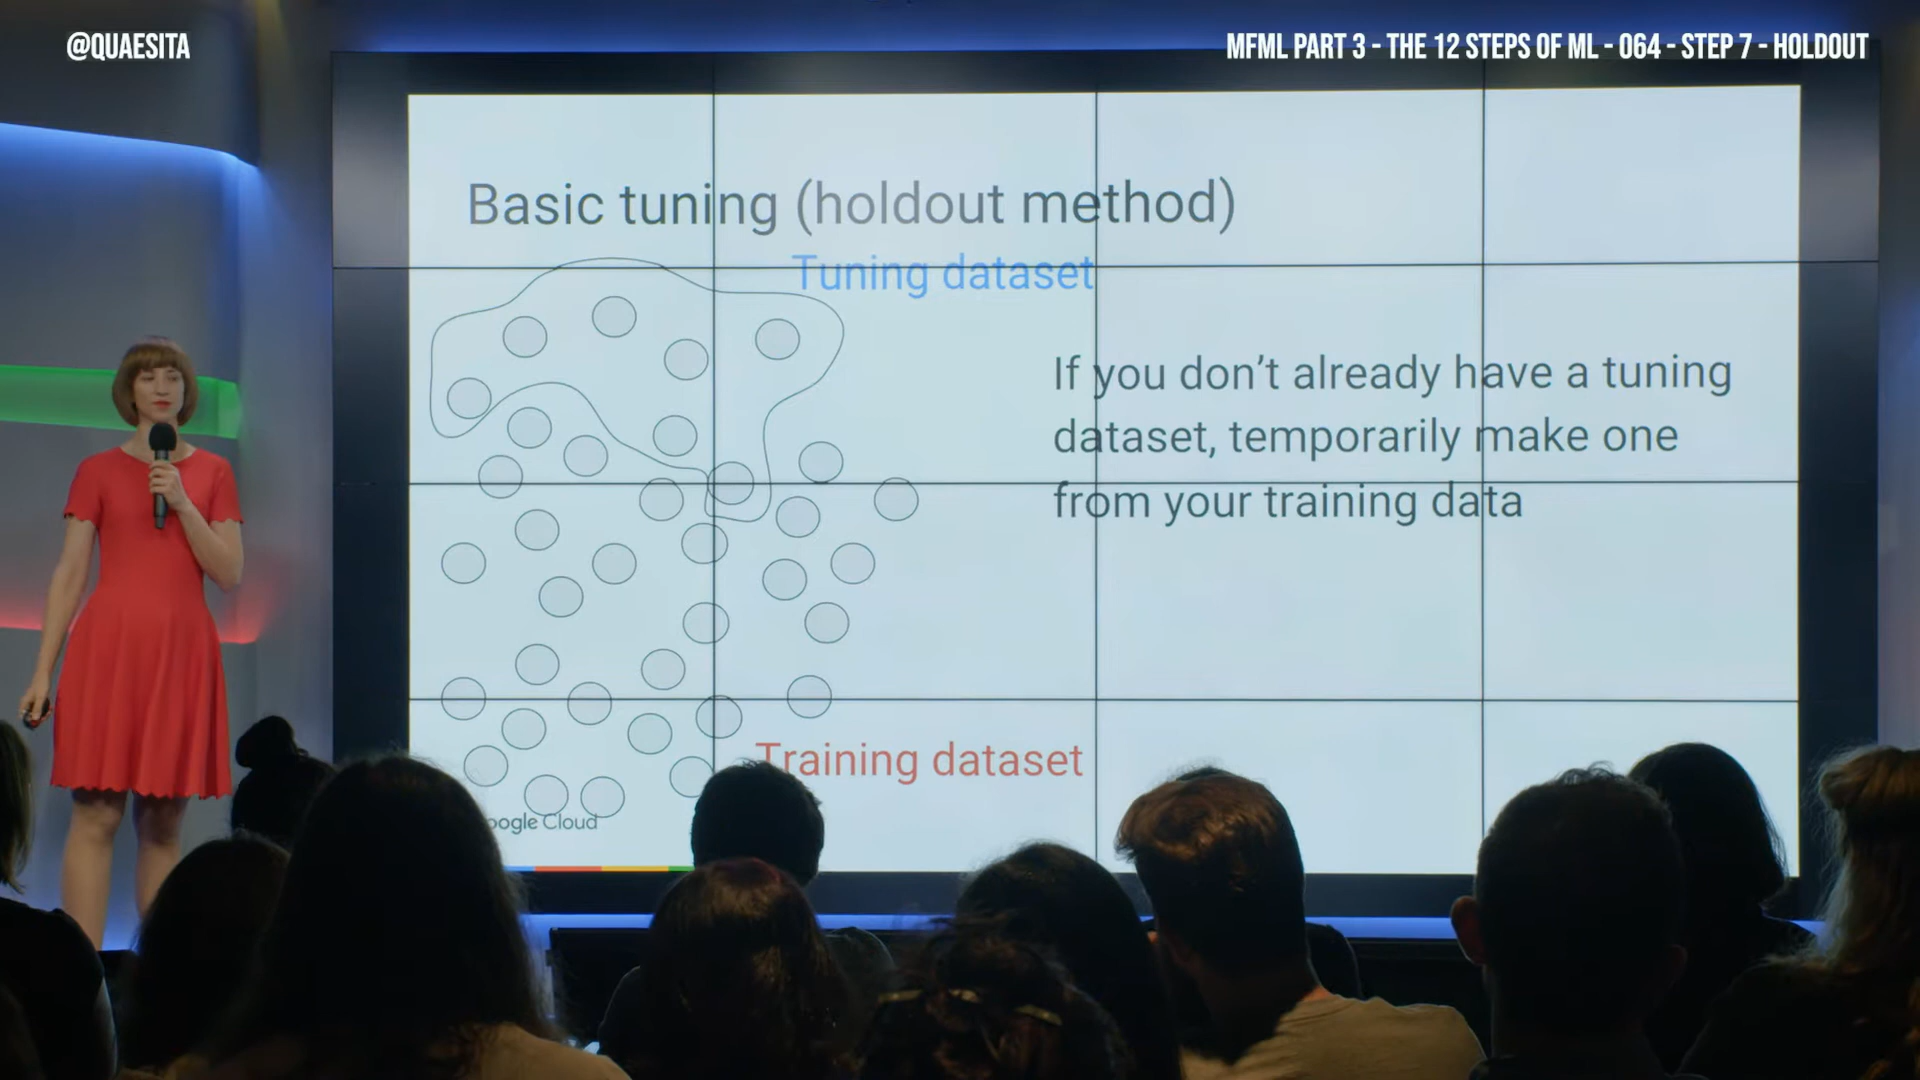 @QUAESITA
MFML PART 3 - THE 12 STEPS OF ML - 064 - STEP 7 - HOLDOUT
Basic tuning (holdout method)
Tuning dataset
If you don't already have a tuning
dataset, temporarily make one
from your training data
Training dataset
Cloud